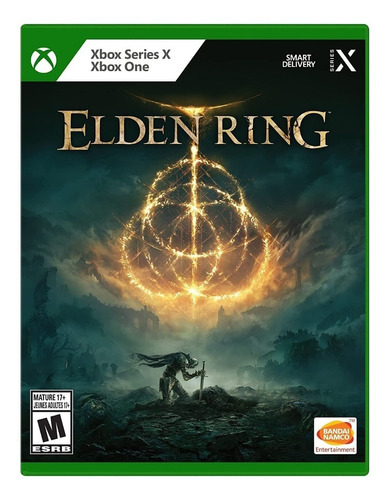 Xbox Series X
Xbox One
SMART
DELIVERY
SERIES
X
ELDEN RING
MATURE 17+
JEUNES ADULTES 17+
M
ESRB
BANDAI
NAMCO
Entertainment